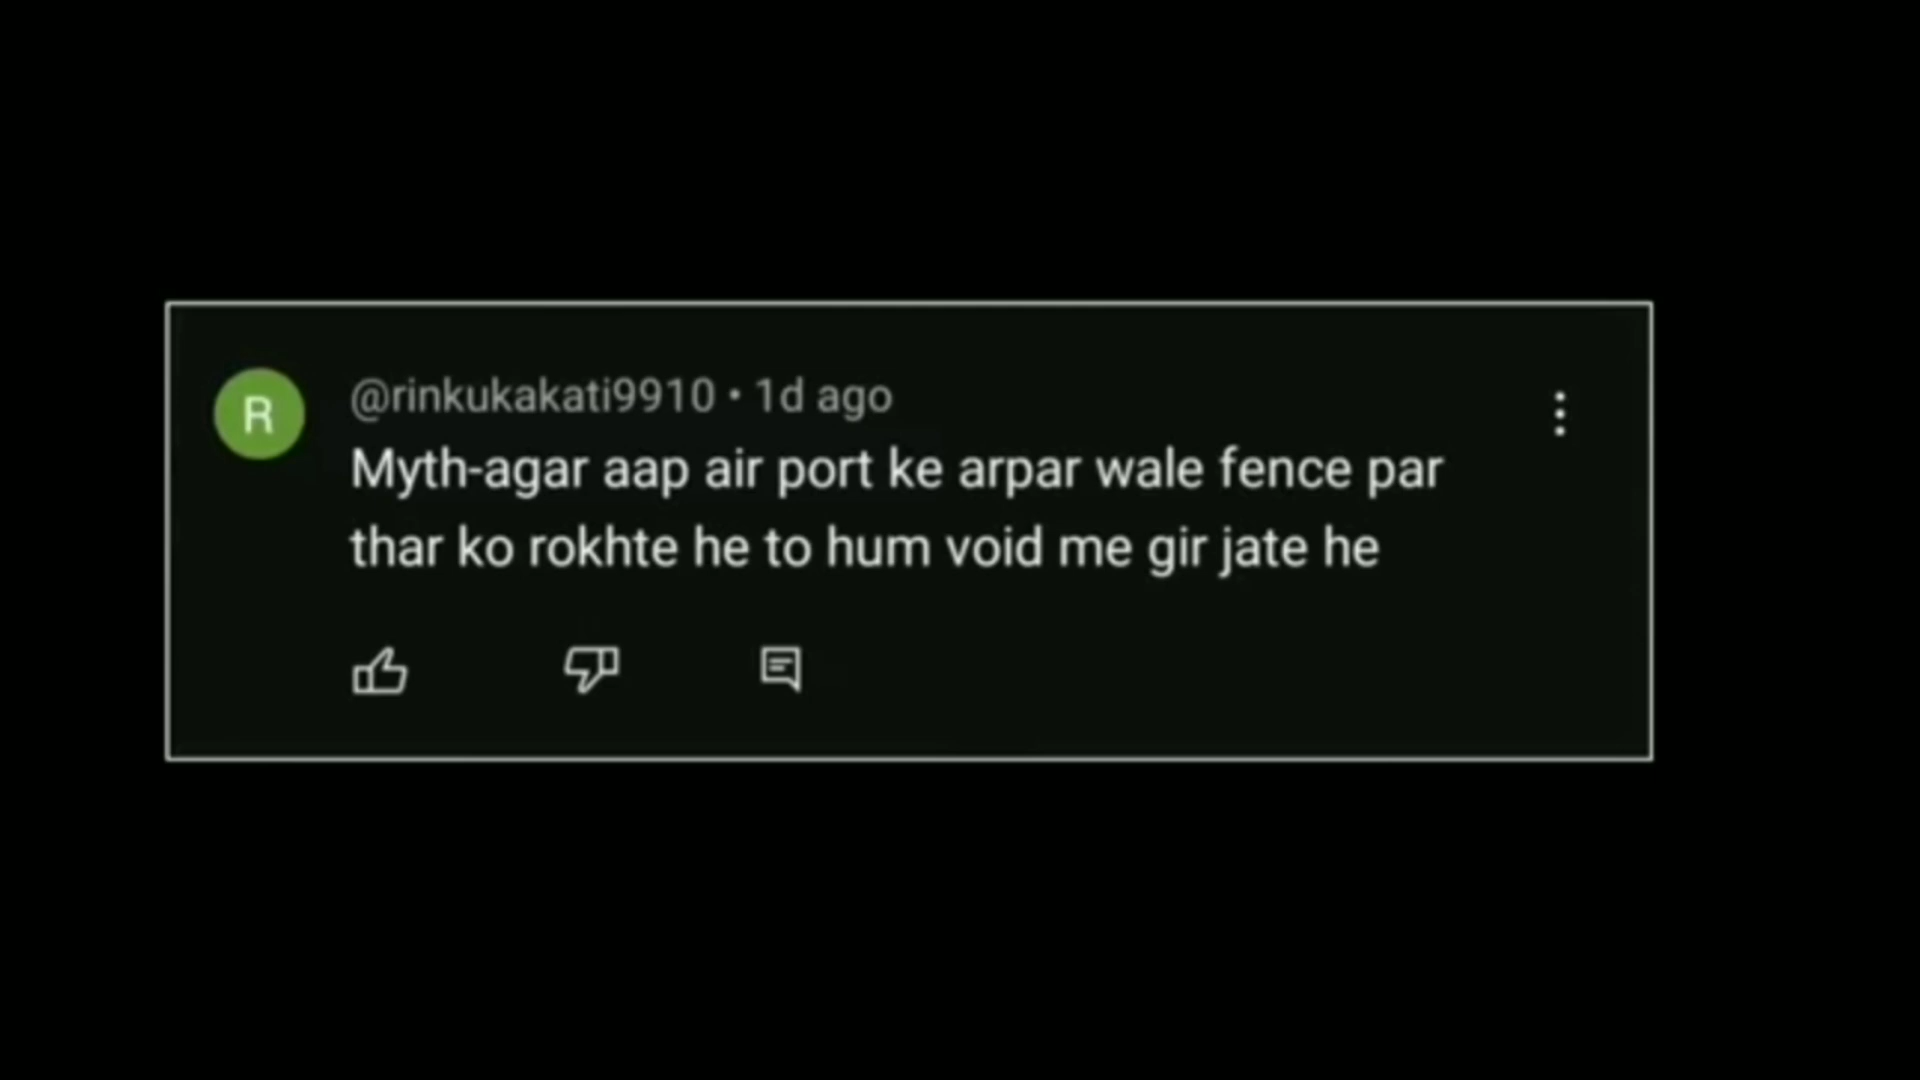 R
@rinkukakati9910 • 1d ago
Myth-agar aap air port ke arpar wale fence par
thar ko rokhte he to hum void me gir jate he